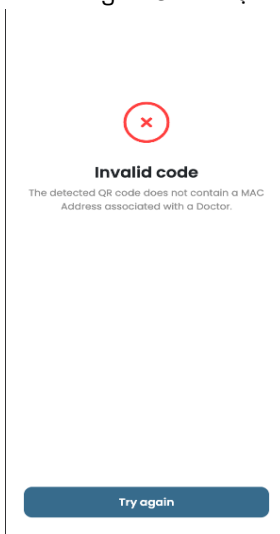 Invalid code
The detected QR code does not contain a MAC
Address associated with a Doctor.
Try again